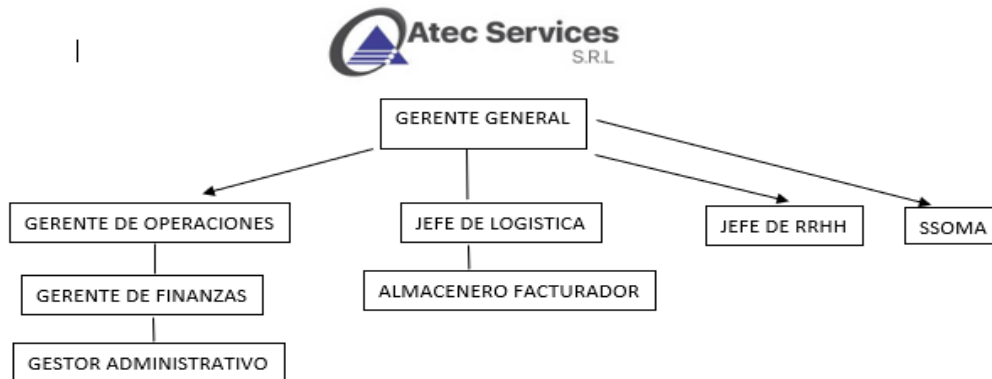 Atec Services
S.R.L
GERENTE GENERAL
GERENTE DE OPERACIONES
JEFE DE LOGISTICA
JEFE DE RRHH
SSOMA
GERENTE DE FINANZAS
ALMACENERO FACTURADOR
GESTOR ADMINISTRATIVO